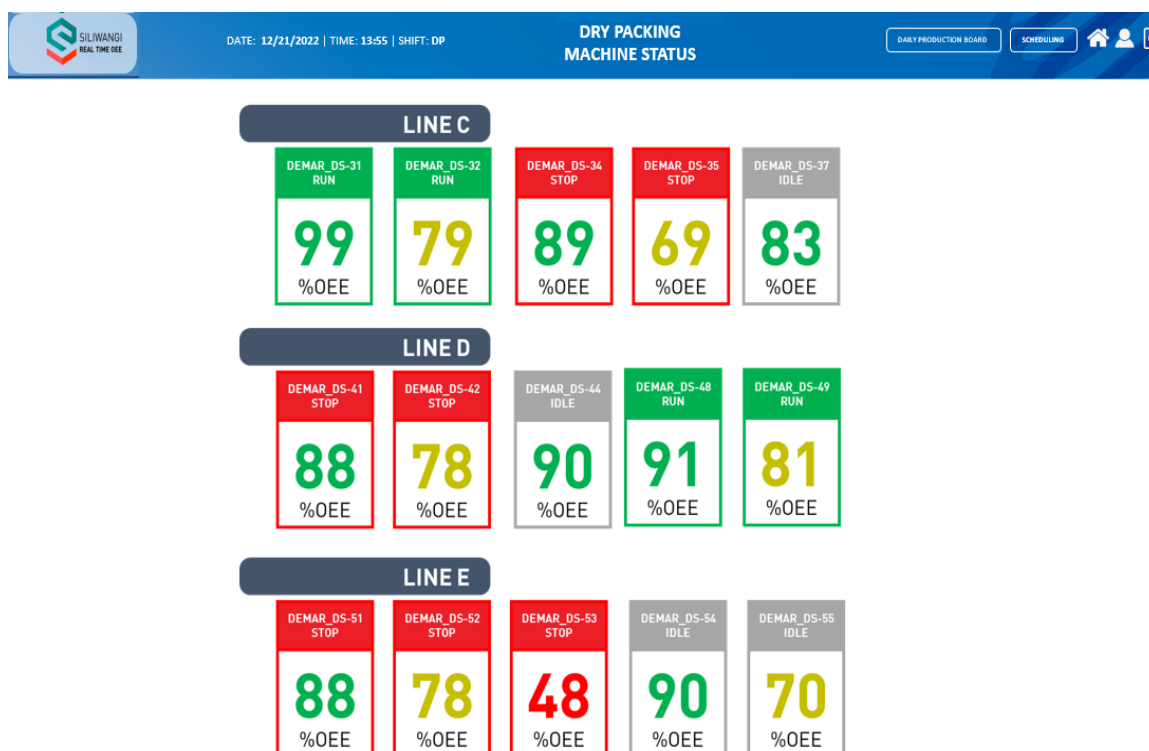 SILIWANGI
REAL TIME OEE
DATE: 12/21/2022 | TIME: 13:55 | SHIFT: DP
DRY PACKING
MACHINE STATUS
DAILY PRODUCTION BOARD
SCHEDULING
LINE C
DEMAR_DS-31
RUN
99
%OEE
DEMAR_DS-32
RUN
79
%OEE
DEMAR_DS-34
STOP
89
%OEE
DEMAR_DS-35
STOP
69
%OEE
DEMAR_DS-37
IDLE
83
%OEE
LINE D
DEMAR_DS-41
STOP
88
%OEE
DEMAR_DS-42
STOP
78
%OEE
DEMAR_DS-44
IDLE
90
%OEE
DEMAR_DS-48
RUN
91
%OEE
DEMAR_DS-49
RUN
81
%OEE
LINE E
DEMAR_DS-51
STOP
88
%OEE
DEMAR_DS-52
STOP
78
%OEE
DEMAR_DS-53
STOP
48
%OEE
DEMAR_DS-54
IDLE
90
%OEE
DEMAR_DS-55
IDLE
70
%OEE